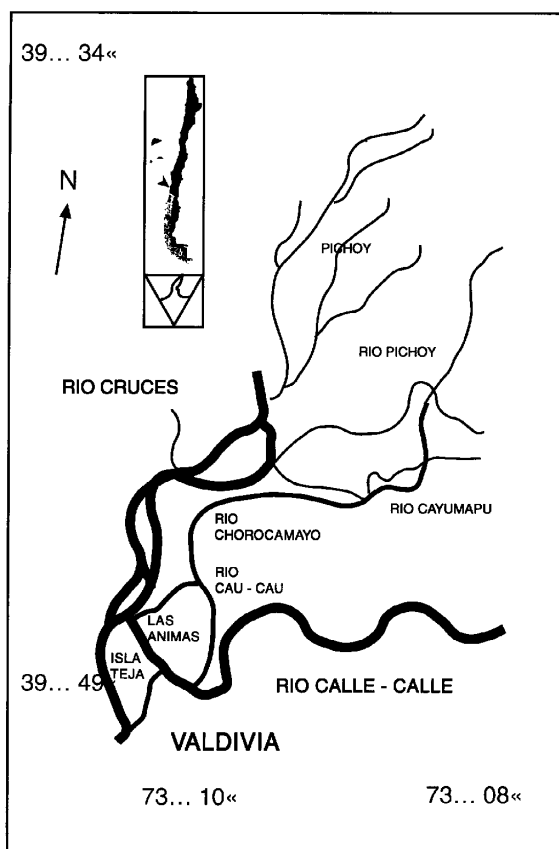 39... 34«
N
PICHOY
RIO PICHOY
RIO CRUCES
RIO CAYUMAPU
RIO
CHOROCAMAYO
RIO
CAU - CAU
LAS
ANIMAS
ISLA
TEJA
39... 49«
RIO CALLE - CALLE
VALDIVIA
73... 10«
73... 08«